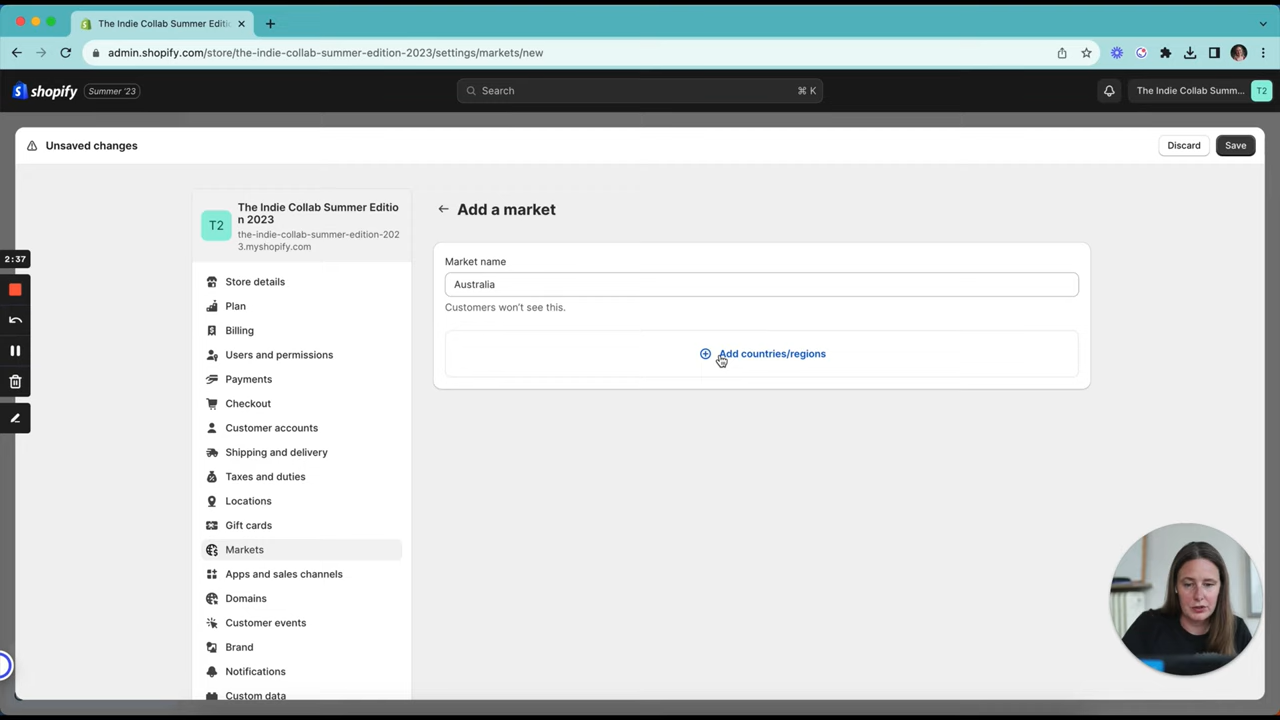 The Indie Collab Summer Editi
admin.shopify.com/store/the-indie-collab-summer-edition-2023/settings/markets/new
shopify
Summer '23
Search
⌘ K
The Indie Collab Summ...
T2
Unsaved changes
Discard
Save
T2
The Indie Collab Summer Editio
n 2023
the-indie-collab-summer-edition-202
3.myshopify.com
Add a market
Market name
Australia
Customers won't see this.
Add countries/regions
2:37
Store details
Plan
Billing
Users and permissions
Payments
Checkout
Customer accounts
Shipping and delivery
Taxes and duties
Locations
Gift cards
Markets
Apps and sales channels
Domains
Customer events
Brand
Notifications
Custom data